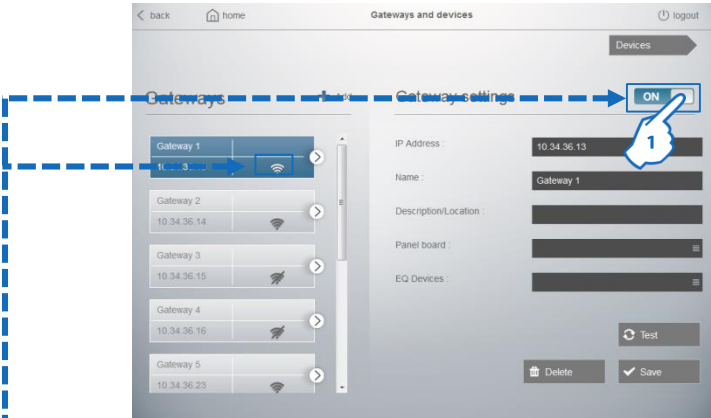 back
home
Gateways and devices
logout
Devices
Gateways
Add
Gateway settings
ON
1
Gateway 1
Gateway 2
10.34.36.14
Gateway 3
10.34.36.15
Gateway 4
10.34.36.16
Gateway 5
10.34.36.23
IP Address :
10.34.36.13
Name :
Gateway 1
Description/Location :
Panel board :
EQ Devices :
Test
Delete
Save